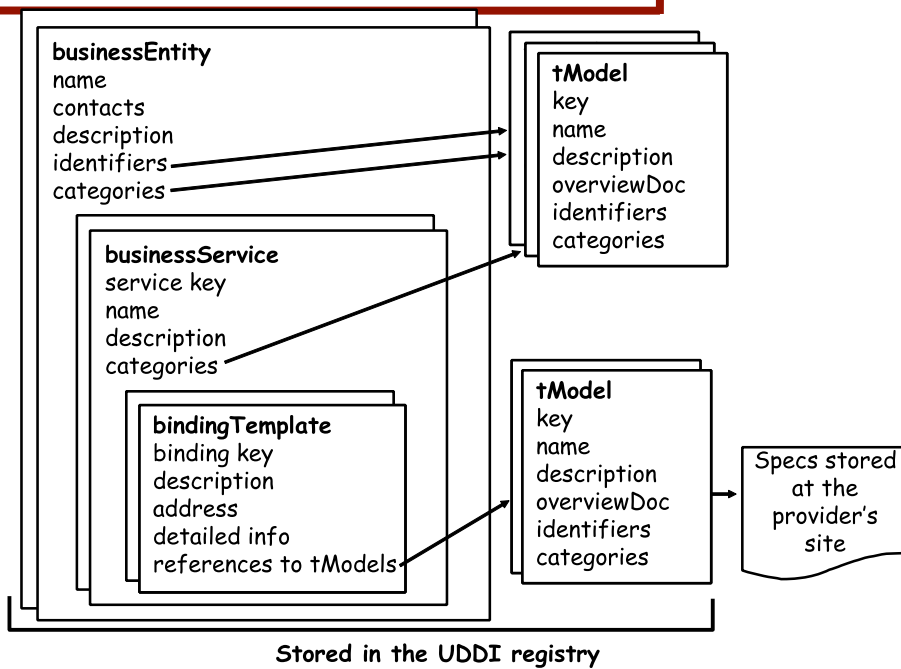 businessEntity
name
contacts
description
identifiers
categories
businessService
service key
name
description
categories
bindingTemplate
binding key
description
address
detailed info
references to tModels
tModel
key
name
description
overviewDoc
identifiers
categories
tModel
key
name
description
overviewDoc
identifiers
categories
Specs stored
at the
provider's
site
Stored in the UDDI registry